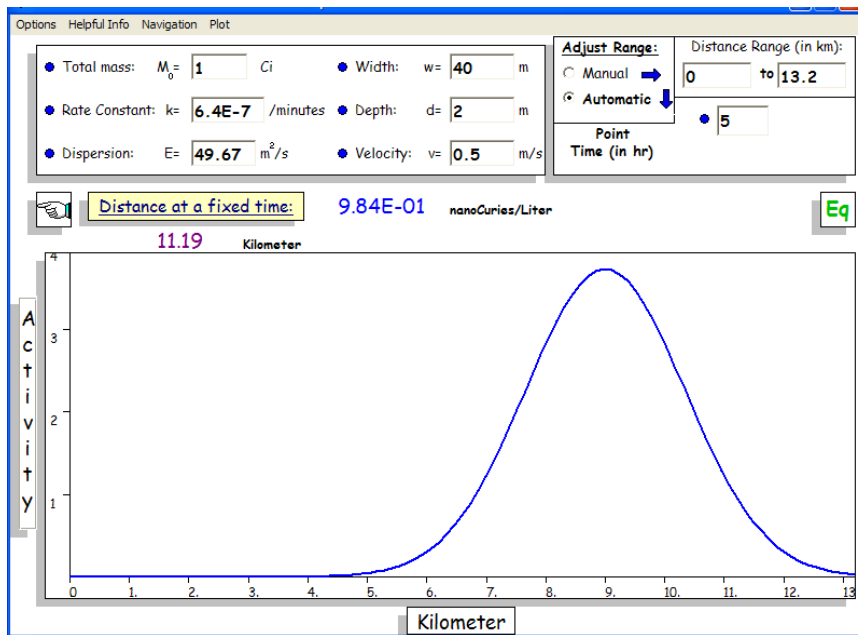 Options Helpful Info Navigation Plot
Total mass: M0= 1 Ci
Width: w= 40 m
Rate Constant: k= 6.4E-7 /minutes
Depth: d= 2 m
Dispersion: E= 49.67 m²/s
Velocity: v= 0.5 m/s
Adjust Range:
Manual
Automatic
Point
Time (in hr)
Distance Range (in km):
0 to 13.2
5
Distance at a fixed time:
9.84E-01 nanoCuries/Liter
Eq
11.19 Kilometer
Activity
4
3
2
1
0 1. 2. 3. 4. 5. 6. 7. 8. 9. 10. 11. 12. 13
Kilometer